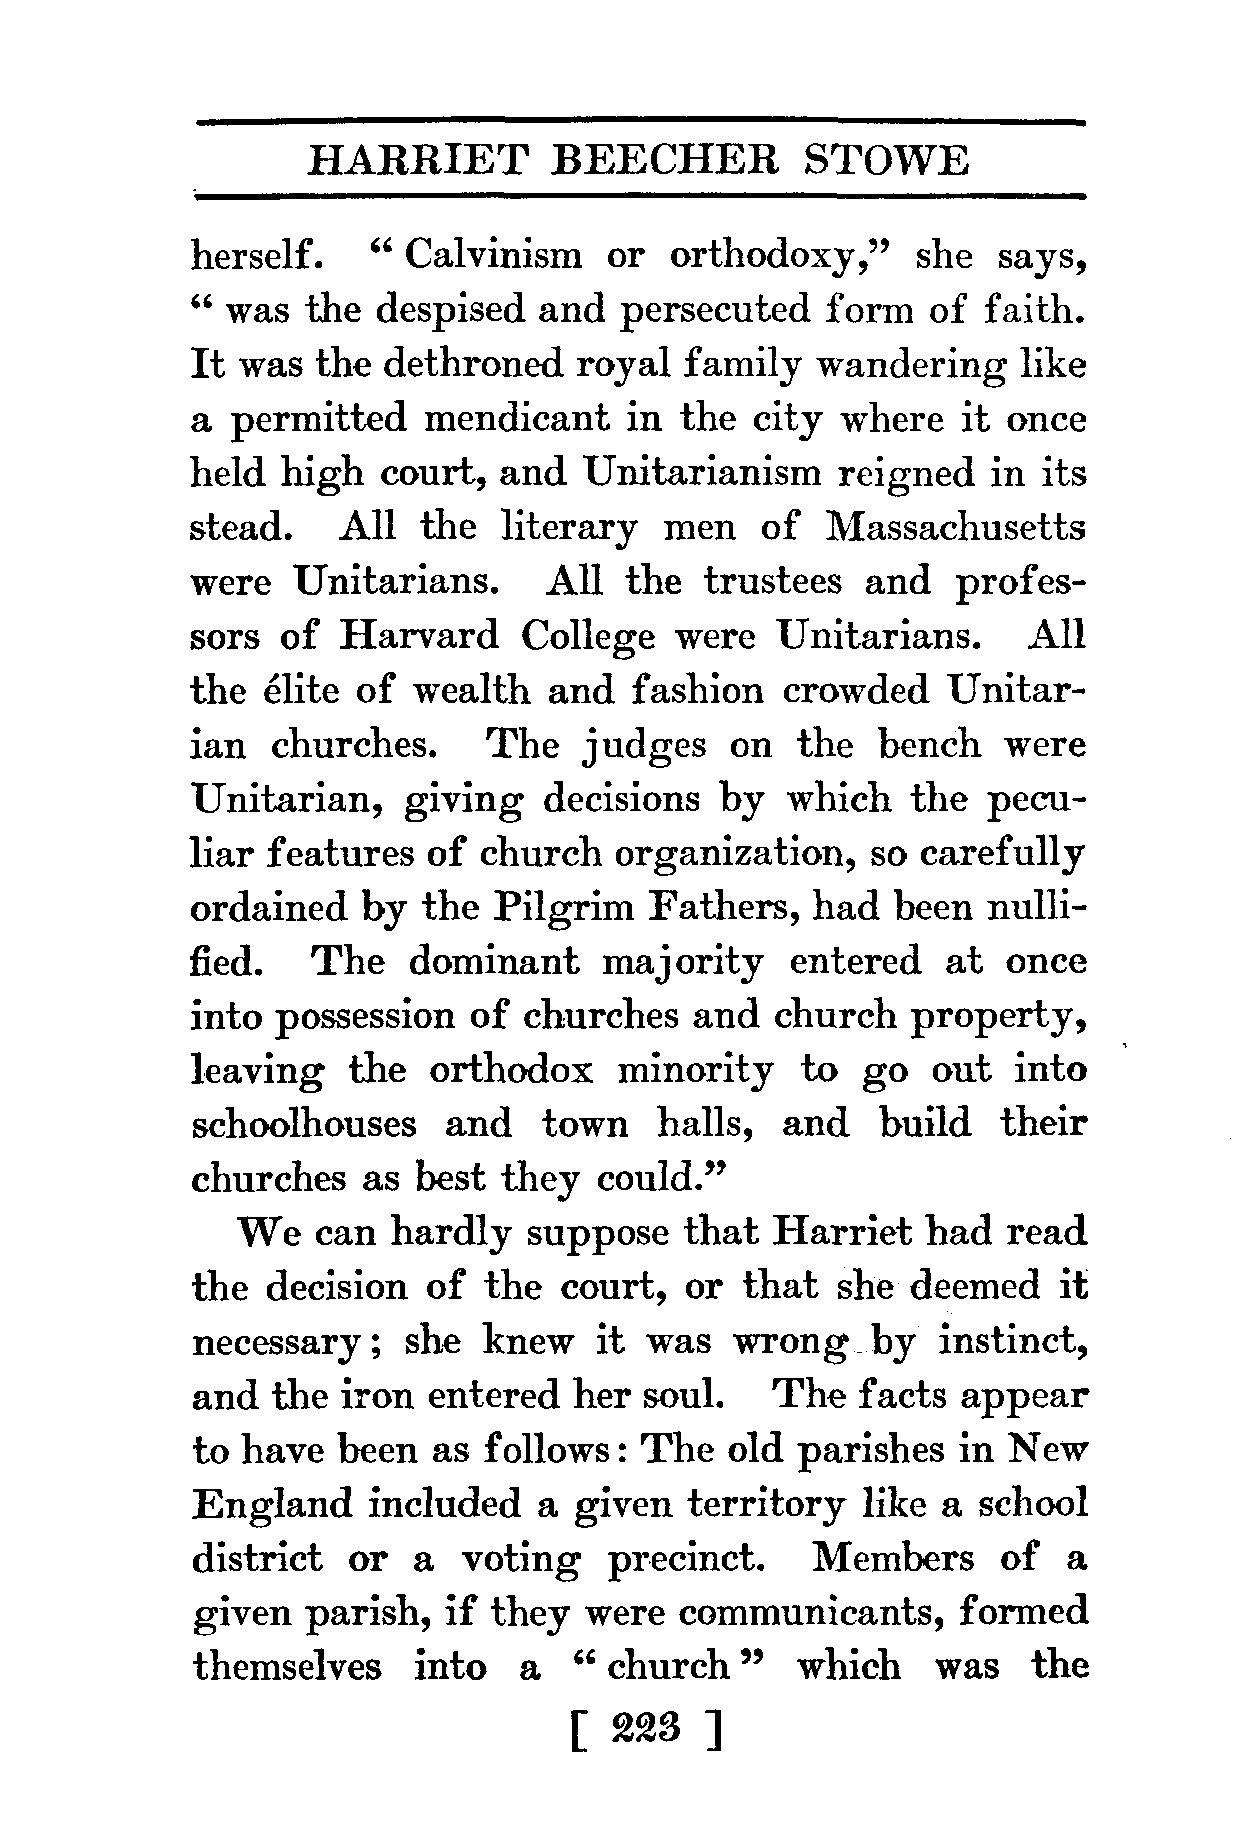 HARRIET BEECHER STOWE
herself. “ Calvinism or orthodoxy,” she says,
“ was the despised and persecuted form of faith.
It was the dethroned royal family wandering like
a permitted mendicant in the city where it once
held high court, and Unitarianism reigned in its
stead. All the literary men of Massachusetts
were Unitarians. All the trustees and profes-
sors of Harvard College were Unitarians. All
the élite of wealth and fashion crowded Unitar-
ian churches. The judges on the bench were
Unitarian, giving decisions by which the pecu-
liar features of church organization, so carefully
ordained by the Pilgrim Fathers, had been nulli-
fied. The dominant majority entered at once
into possession of churches and church property,
leaving the orthodox minority to go out into
schoolhouses and town halls, and build their
churches as best they could.”
We can hardly suppose that Harriet had read
the decision of the court, or that she deemed it
necessary ; she knew it was wrong by instinct,
and the iron entered her soul. The facts appear
to have been as follows : The old parishes in New
England included a given territory like a school
district or a voting precinct. Members of a
given parish, if they were communicants, formed
themselves into a “ church ” which was the
[ 223 ]